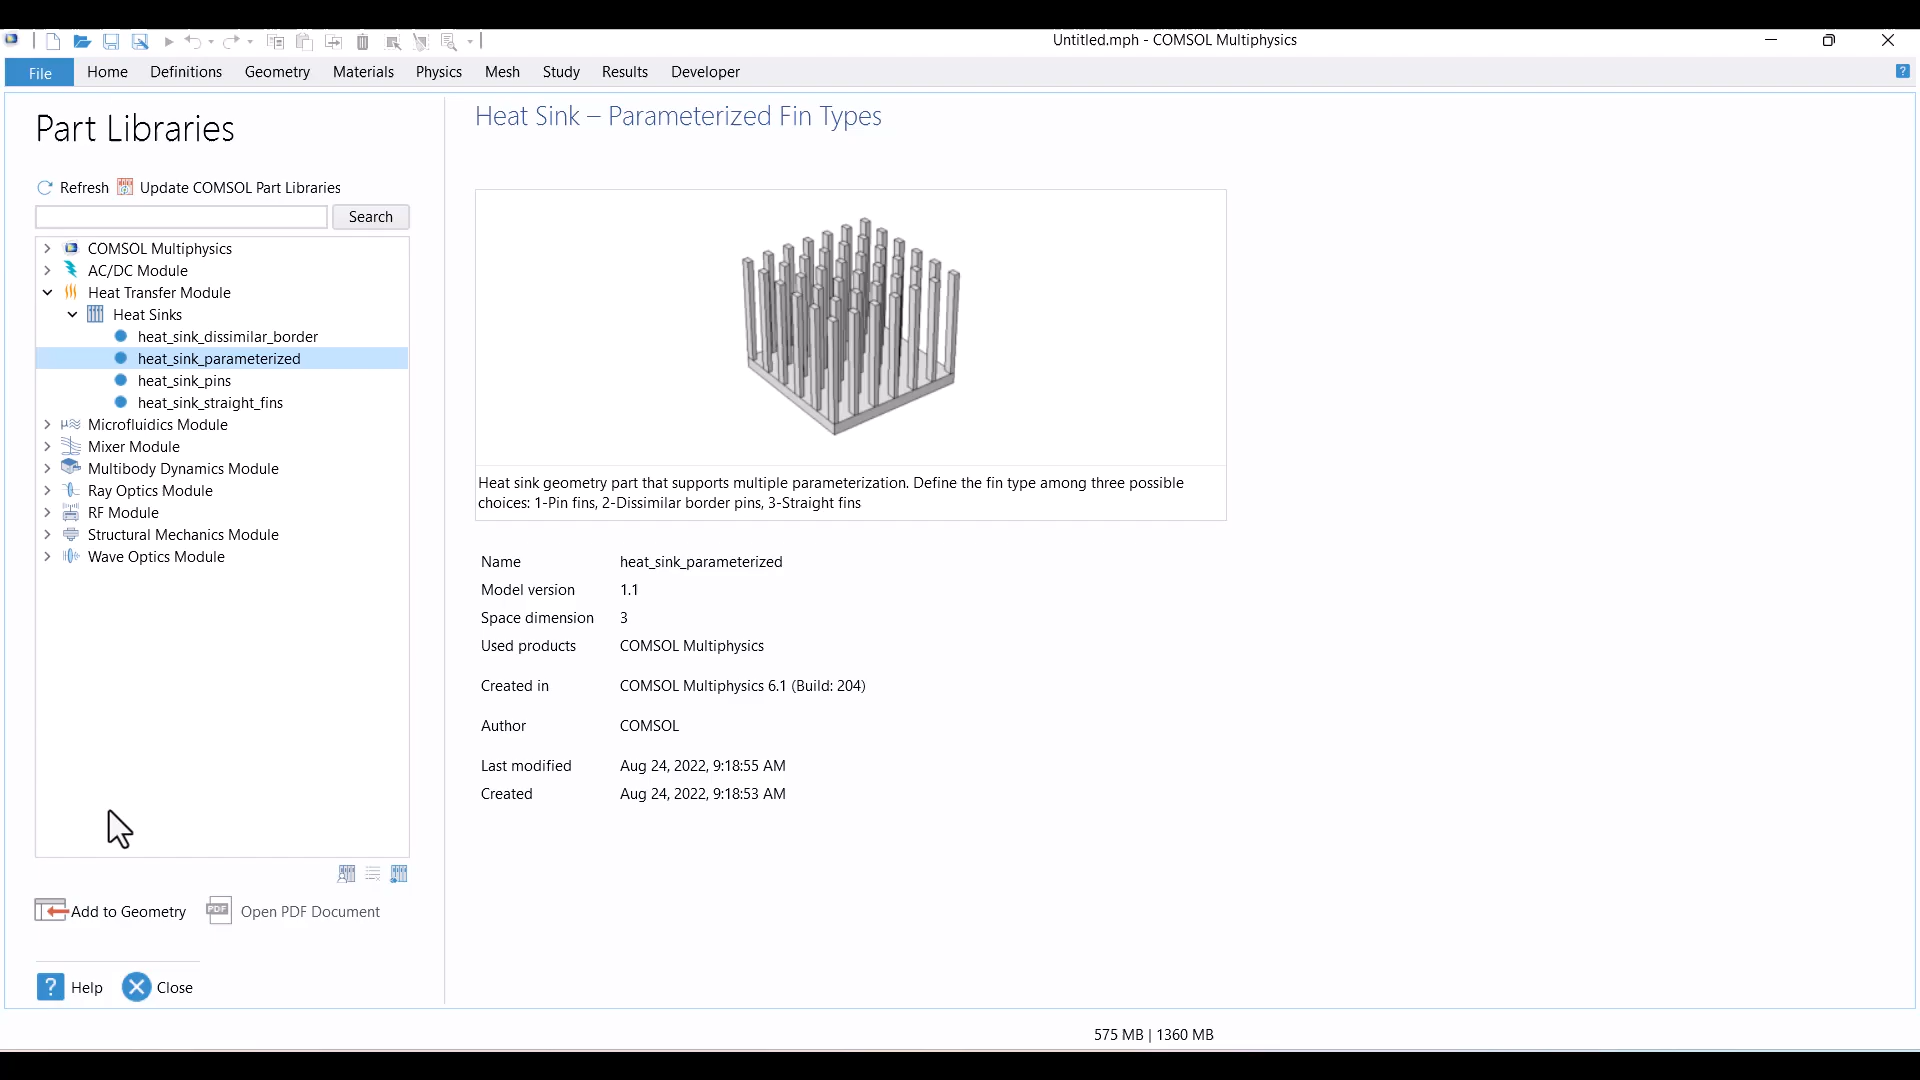 Untitled.mph - COMSOL Multiphysics
File Home Definitions Geometry Materials Physics Mesh Study Results Developer ?
Part Libraries
Refresh Update COMSOL Part Libraries
Search
COMSOL Multiphysics
AC/DC Module
Heat Transfer Module
Heat Sinks
heat_sink_dissimilar_border
heat_sink_parameterized
heat_sink_pins
heat_sink_straight_fins
Microfluidics Module
Mixer Module
Multibody Dynamics Module
Ray Optics Module
RF Module
Structural Mechanics Module
Wave Optics Module
Add to Geometry PDF Open PDF Document
? Help Close
Heat Sink – Parameterized Fin Types
Heat sink geometry part that supports multiple parameterization. Define the fin type among three possible
choices: 1-Pin fins, 2-Dissimilar border pins, 3-Straight fins
Name heat_sink_parameterized
Model version 1.1
Space dimension 3
Used products COMSOL Multiphysics
Created in COMSOL Multiphysics 6.1 (Build: 204)
Author COMSOL
Last modified Aug 24, 2022, 9:18:55 AM
Created Aug 24, 2022, 9:18:53 AM
575 MB | 1360 MB